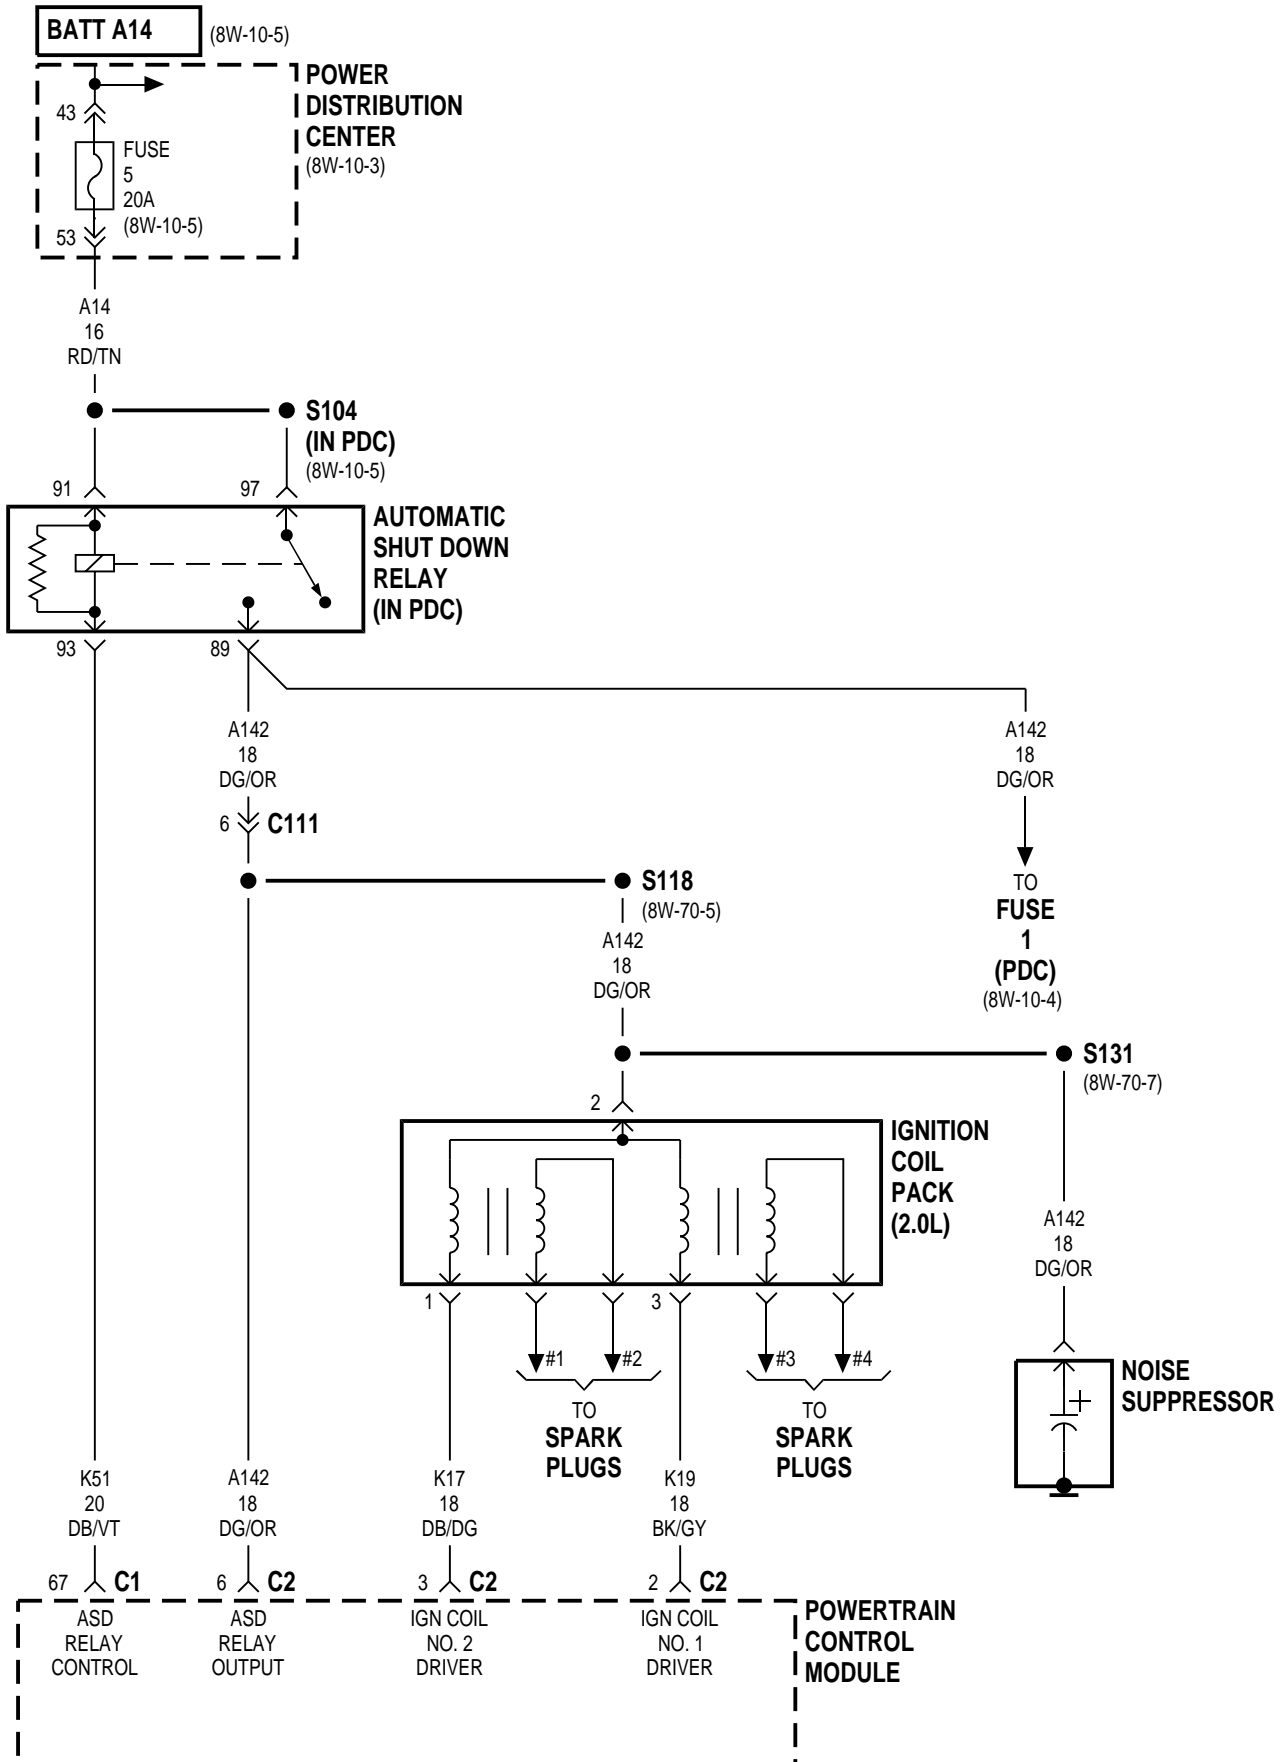 BATT A14
(8W-10-5)
POWER
DISTRIBUTION
CENTER
(8W-10-3)
43
FUSE
5
20A
(8W-10-5)
53
A14
16
RD/TN
S104
(IN PDC)
(8W-10-5)
91
97
AUTOMATIC
SHUT DOWN
RELAY
(IN PDC)
93
89
A142
18
DG/OR
A142
18
DG/OR
6
C111
TO
FUSE
1
(PDC)
(8W-10-4)
S118
(8W-70-5)
A142
18
DG/OR
S131
(8W-70-7)
2
IGNITION
COIL
PACK
(2.0L)
A142
18
DG/OR
1
3
#1
#2
#3
#4
TO
SPARK
PLUGS
TO
SPARK
PLUGS
NOISE
SUPPRESSOR
+
K51
20
DB/VT
A142
18
DG/OR
K17
18
DB/DG
K19
18
BK/GY
67
C1
6
C2
3
C2
2
C2
ASD
RELAY
CONTROL
ASD
RELAY
OUTPUT
IGN COIL
NO. 2
DRIVER
IGN COIL
NO. 1
DRIVER
POWERTRAIN
CONTROL
MODULE